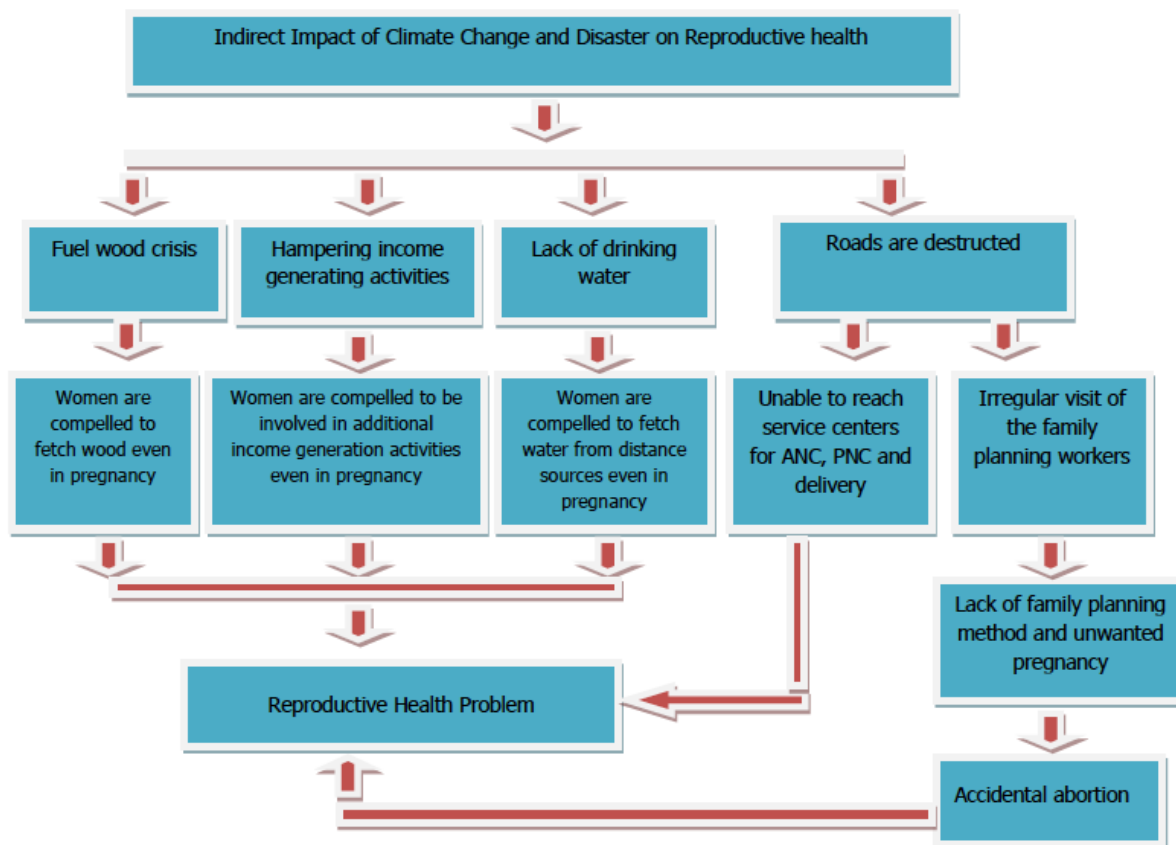 Indirect Impact of Climate Change and Disaster on Reproductive health
Fuel wood crisis
Hampering income
generating activities
Lack of drinking
water
Roads are destructed
Women are
compelled to
fetch wood even
in pregnancy
Women are compelled to be
involved in additional
income generation activities
even in pregnancy
Women are
compelled to fetch
water from distance
sources even in
pregnancy
Unable to reach
service centers
for ANC, PNC and
delivery
Irregular visit of
the family
planning workers
Lack of family planning
method and unwanted
pregnancy
Reproductive Health Problem
Accidental abortion